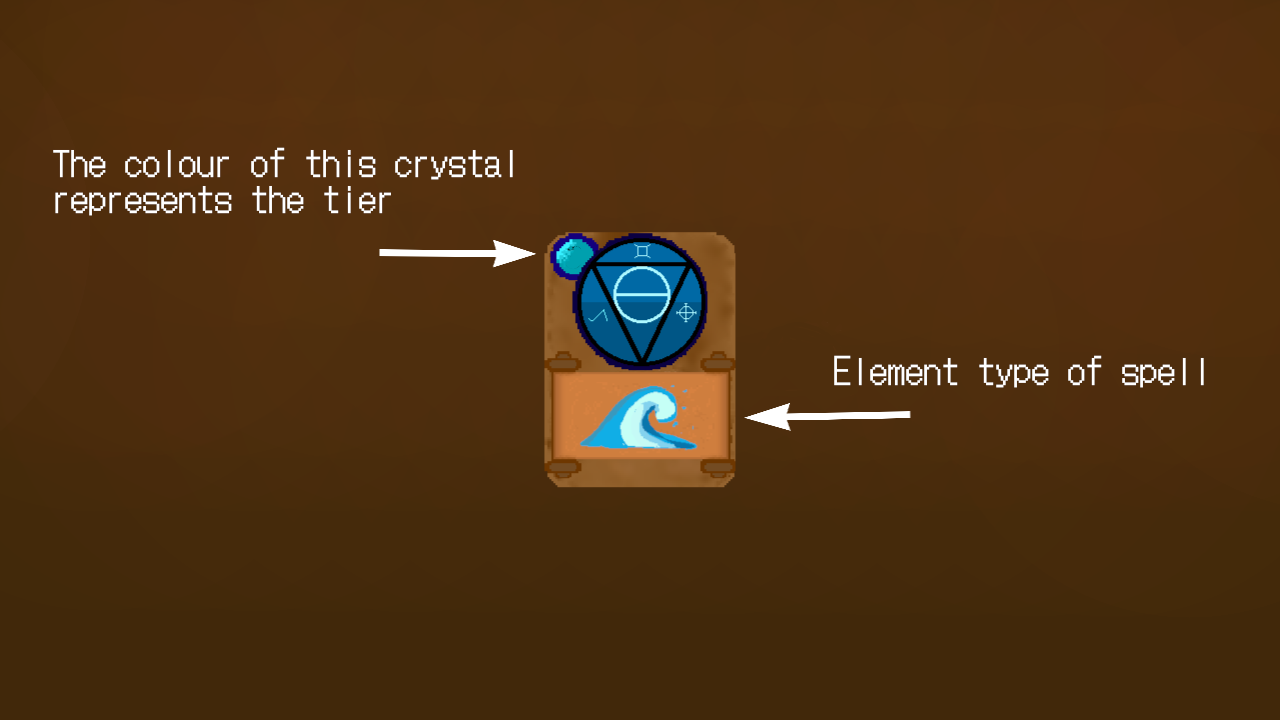 The colour of this crystal
represents the tier
Element type of spell